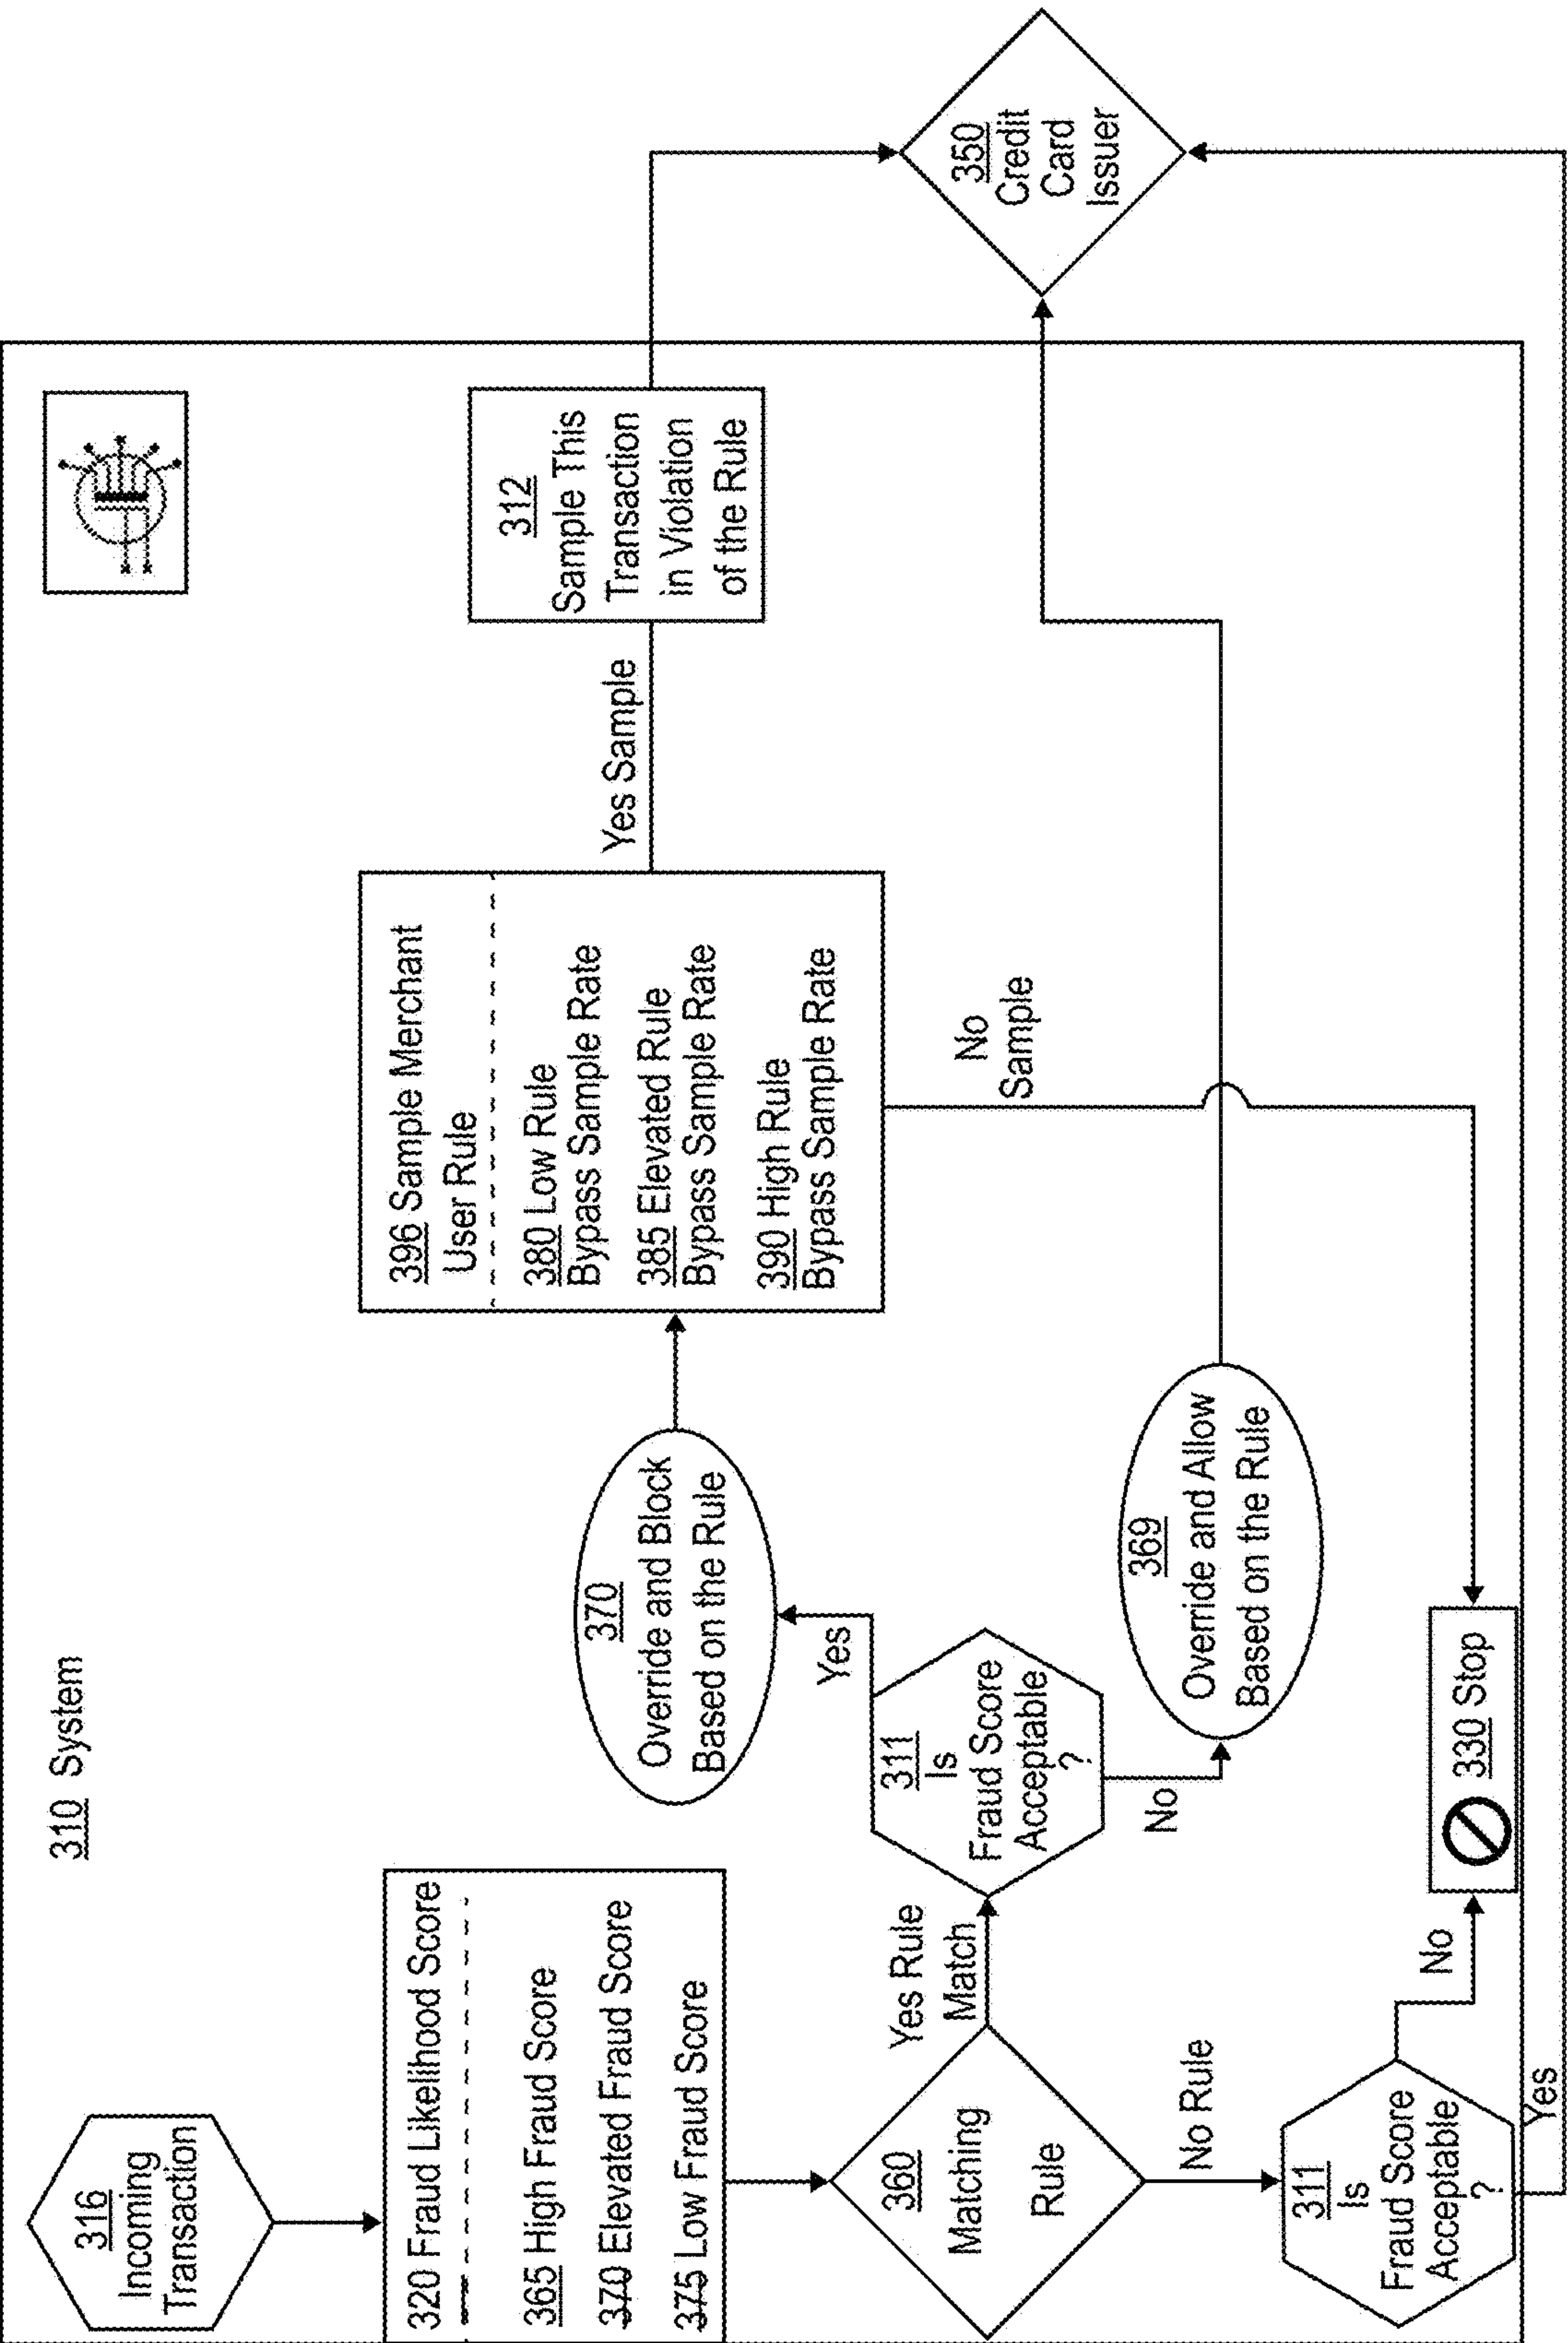 310 System
316
Incoming
Transaction
320 Fraud Likelihood Score
365 High Fraud Score
370 Elevated Fraud Score
375 Low Fraud Score
360
Matching
Rule
Yes Rule
Match
No Rule
311
Is
Fraud Score
Acceptable
?
Yes
No
311
Is
Fraud Score
Acceptable
?
No
Yes
370
Override and Block
Based on the Rule
369
Override and Allow
Based on the Rule
330 Stop
396 Sample Merchant
User Rule
380 Low Rule
Bypass Sample Rate
385 Elevated Rule
Bypass Sample Rate
390 High Rule
Bypass Sample Rate
Yes Sample
No
Sample
312
Sample This
Transaction
in Violation
of the Rule
350
Credit
Card
Issuer